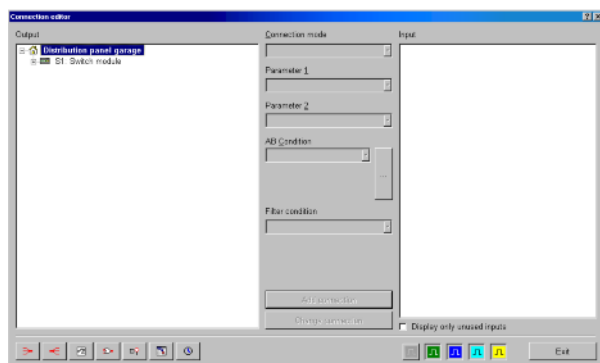 Connection editor
Output
Distribution panel garage
S1: Switch module
Connection mode
Parameter 1
Parameter 2
AB Condition
...
Filter condition
Add connection
Change connection
Input
Display only unused inputs
Exit